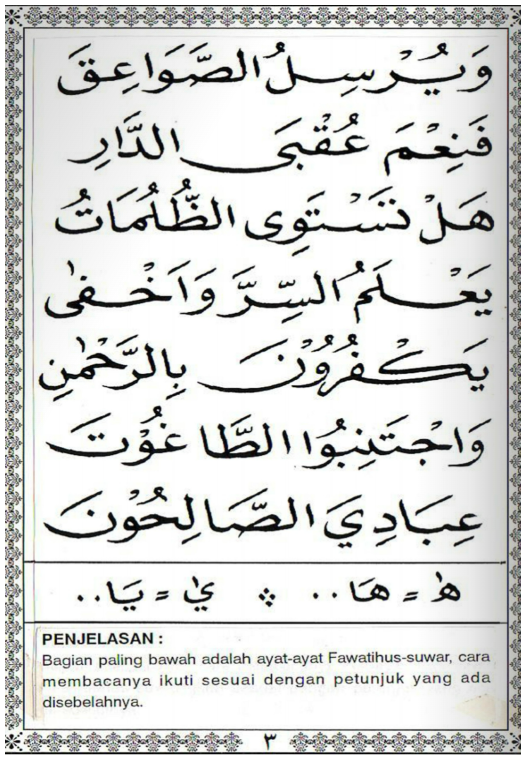 وَيُرْسِلُ الصَّوَاعِقَ
فَنِعْمَ عُقْبَى الدَّارِ
هَلْ تَسْتَوِى الظُّلُمَاتُ
يَعْلَمُ السِّرَّ وَاَخْفٰى
يَكْفُرُوْنَ بِالرَّحْمٰنِ
وَاجْتَنِبُوا الطَّاغُوْتَ
عِبَادِيَ الصَّالِحُوْنَ
هٰ = هَا .. ⁘ يٰ = يَا ..
PENJELASAN :
Bagian paling bawah adalah ayat-ayat Fawatihus-suwar, cara
membacanya ikuti sesuai dengan petunjuk yang ada
disebelahnya.
٣